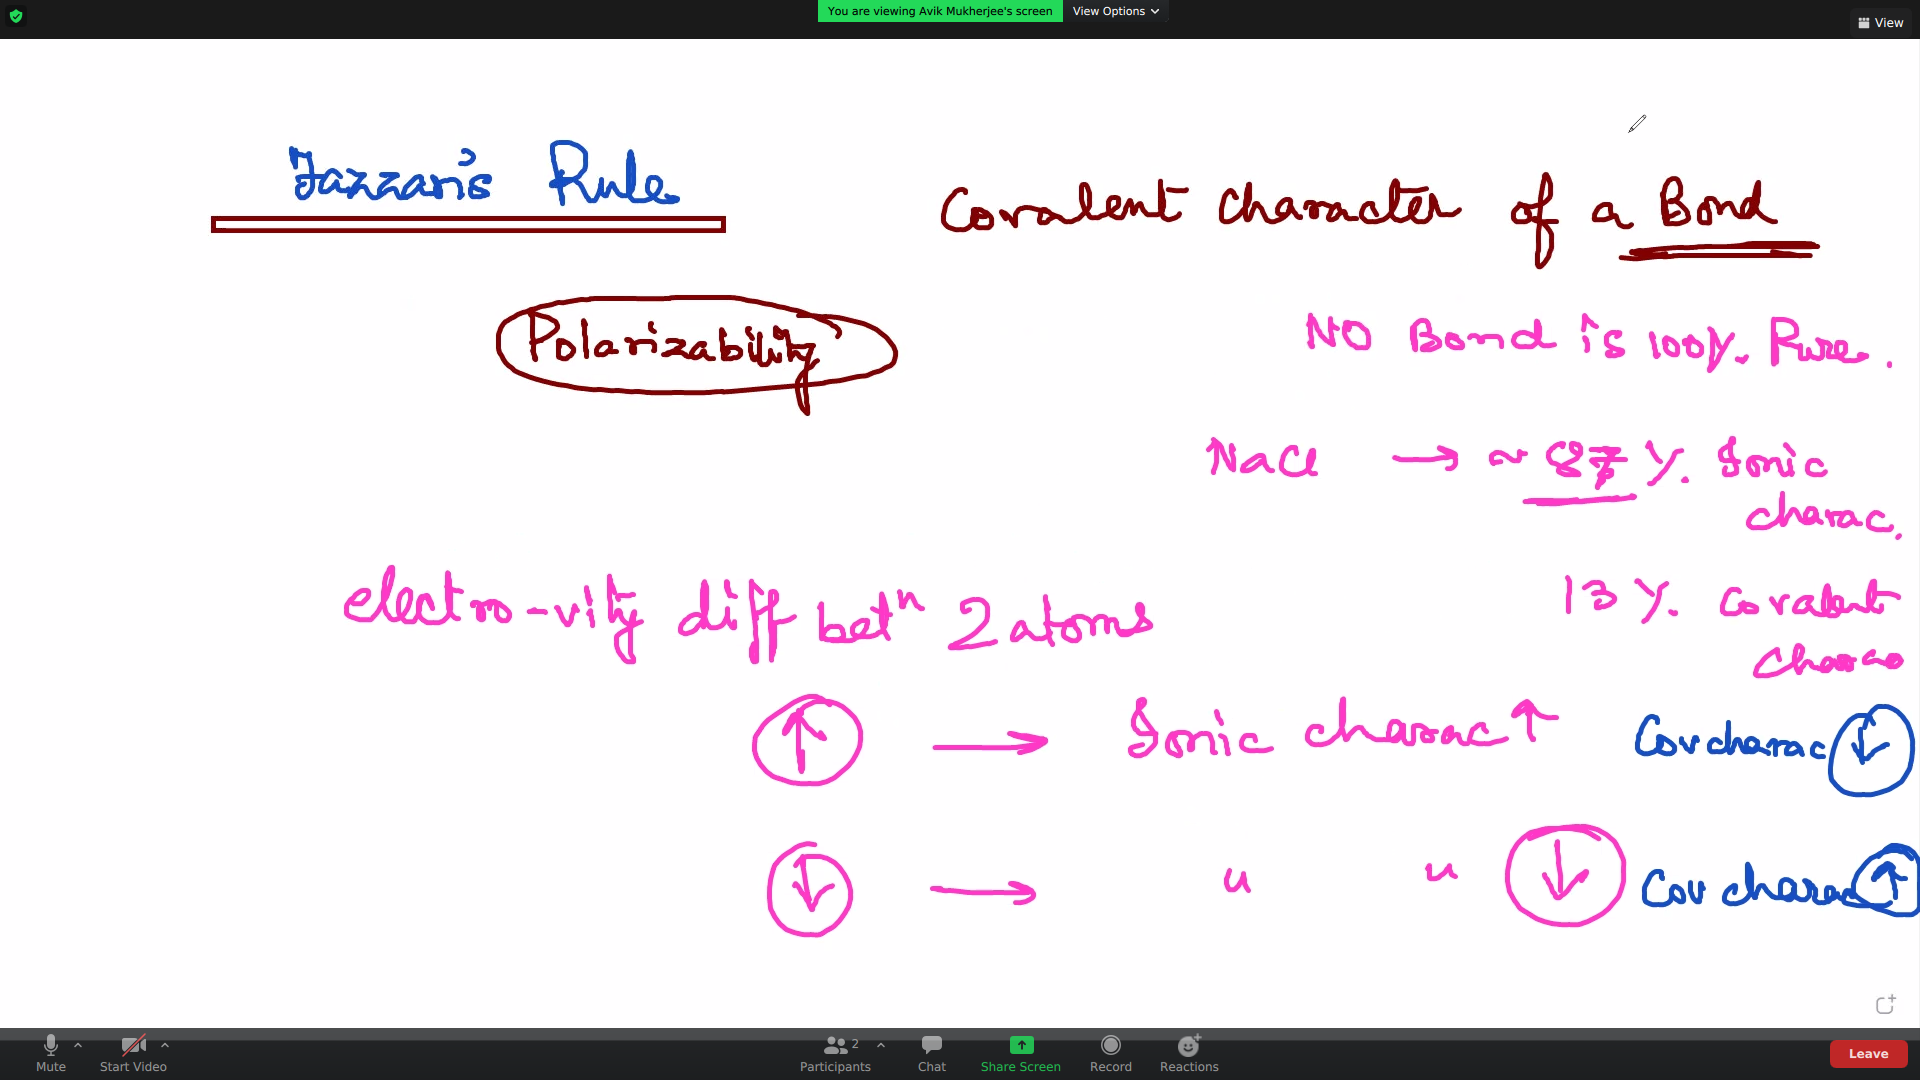 You are viewing Avik Mukherjee's screen View Options
View
Fazzan's Rule
Covalent character of a Bond
Polarizability
NO Bond is 100% Pure.
NaCl → ~ 87 % Ionic
charac.
electro-vity diff betⁿ 2 atoms
13 % Covalent
charac
↑ → Ionic charac ↑ Cov charac ↓
↓ → u u ↓ Cov charac ↑
Mute Start Video Participants 2 Chat Share Screen Record Reactions Leave